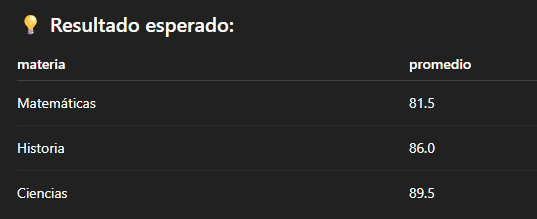 💡 Resultado esperado:
materia promedio
Matemáticas 81.5
Historia 86.0
Ciencias 89.5